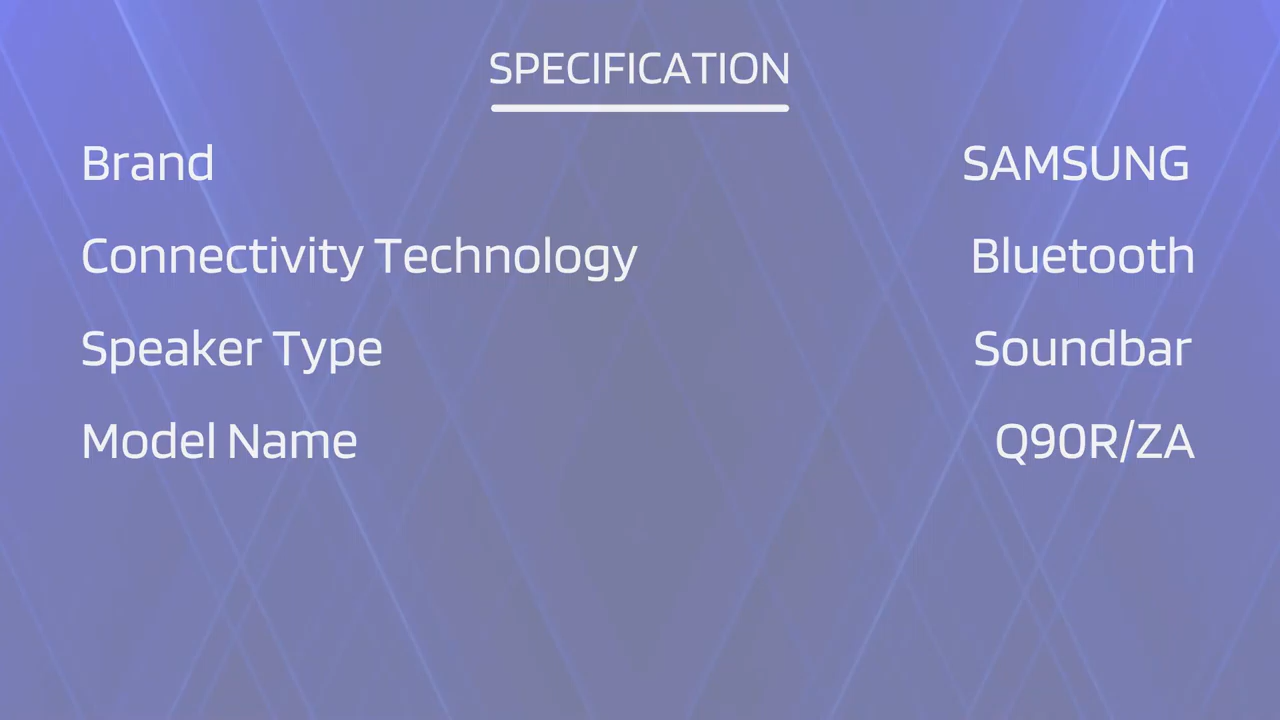 SPECIFICATION
Brand SAMSUNG
Connectivity Technology Bluetooth
Speaker Type Soundbar
Model Name Q90R/ZA